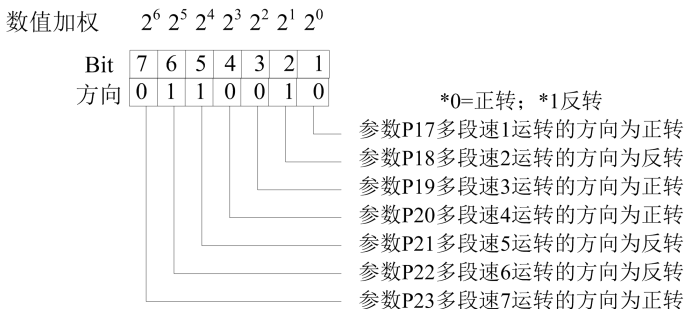 数值加权 2⁶ 2⁵ 2⁴ 2³ 2² 2¹ 2⁰
Bit 7 6 5 4 3 2 1
方向 0 1 1 0 0 1 0
*0=正转；*1反转
参数P17多段速1运转的方向为正转
参数P18多段速2运转的方向为反转
参数P19多段速3运转的方向为正转
参数P20多段速4运转的方向为正转
参数P21多段速5运转的方向为反转
参数P22多段速6运转的方向为反转
参数P23多段速7运转的方向为正转